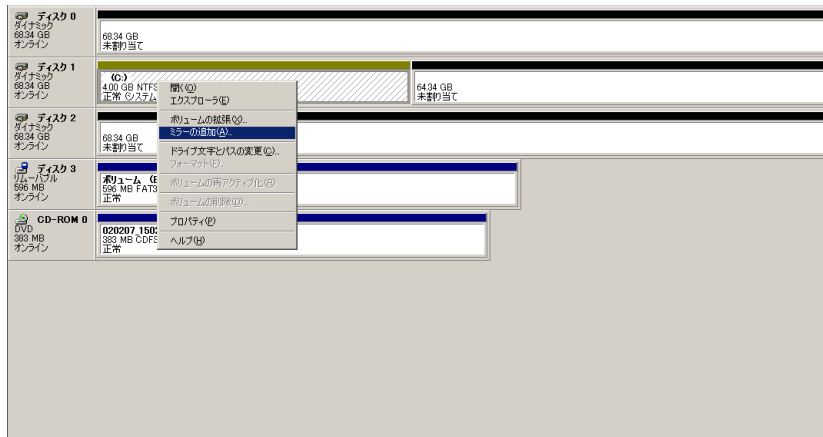 ディスク 0
ダイナミック
68.34 GB
オンライン
68.34 GB
未割り当て
ディスク 1
ダイナミック
68.34 GB
オンライン
(C:)
4.00 GB NTFS
正常 (システム
64.34 GB
未割り当て
開く(O)
エクスプローラ(E)
ボリュームの拡張(X)...
ミラーの追加(A)...
ドライブ文字とパスの変更(C)...
フォーマット(F)...
ボリュームの再アクティブ化(R)
ボリュームの削除(D)...
プロパティ(P)
ヘルプ(H)
ディスク 2
ダイナミック
68.34 GB
オンライン
68.34 GB
未割り当て
ディスク 3
リムーバブル
596 MB
オンライン
ボリューム (E
596 MB FAT3
正常
CD-ROM 0
DVD
383 MB
オンライン
020207_150
383 MB CDFS
正常